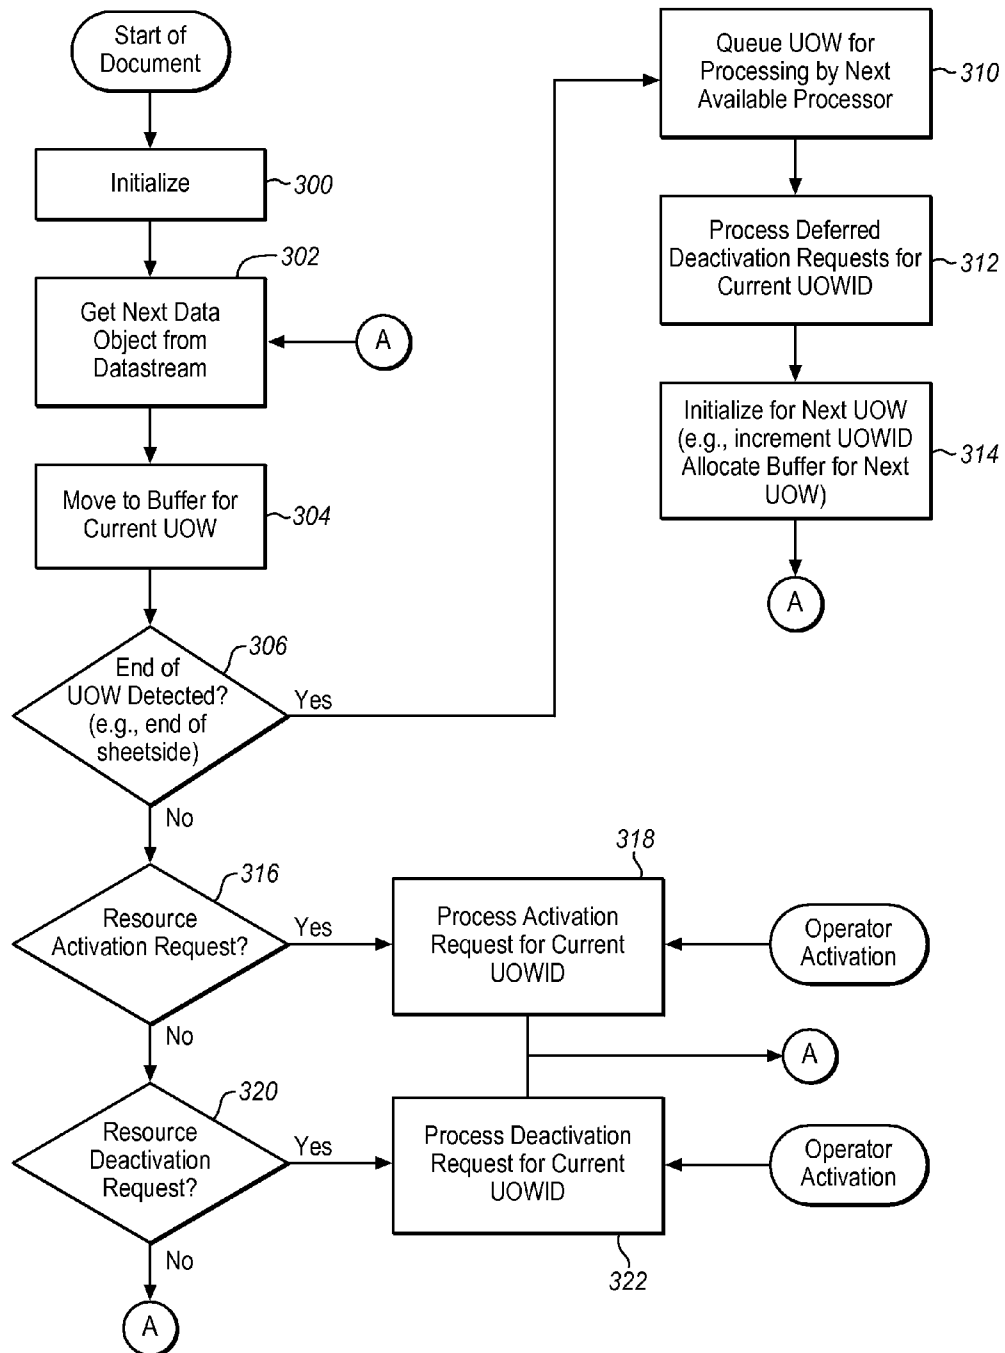 Start of
Document
Initialize
300
302
Get Next Data
Object from
Datastream
A
Move to Buffer for
Current UOW
304
306
End of
UOW Detected?
(e.g., end of
sheetside)
Yes
No
316
Resource
Activation Request?
Yes
No
320
Resource
Deactivation
Request?
Yes
No
A
Queue UOW for
Processing by Next
Available Processor
310
Process Deferred
Deactivation Requests for
Current UOWID
312
Initialize for Next UOW
(e.g., increment UOWID
Allocate Buffer for Next
UOW)
314
A
318
Process Activation
Request for Current
UOWID
Operator
Activation
A
Process Deactivation
Request for Current
UOWID
322
Operator
Activation